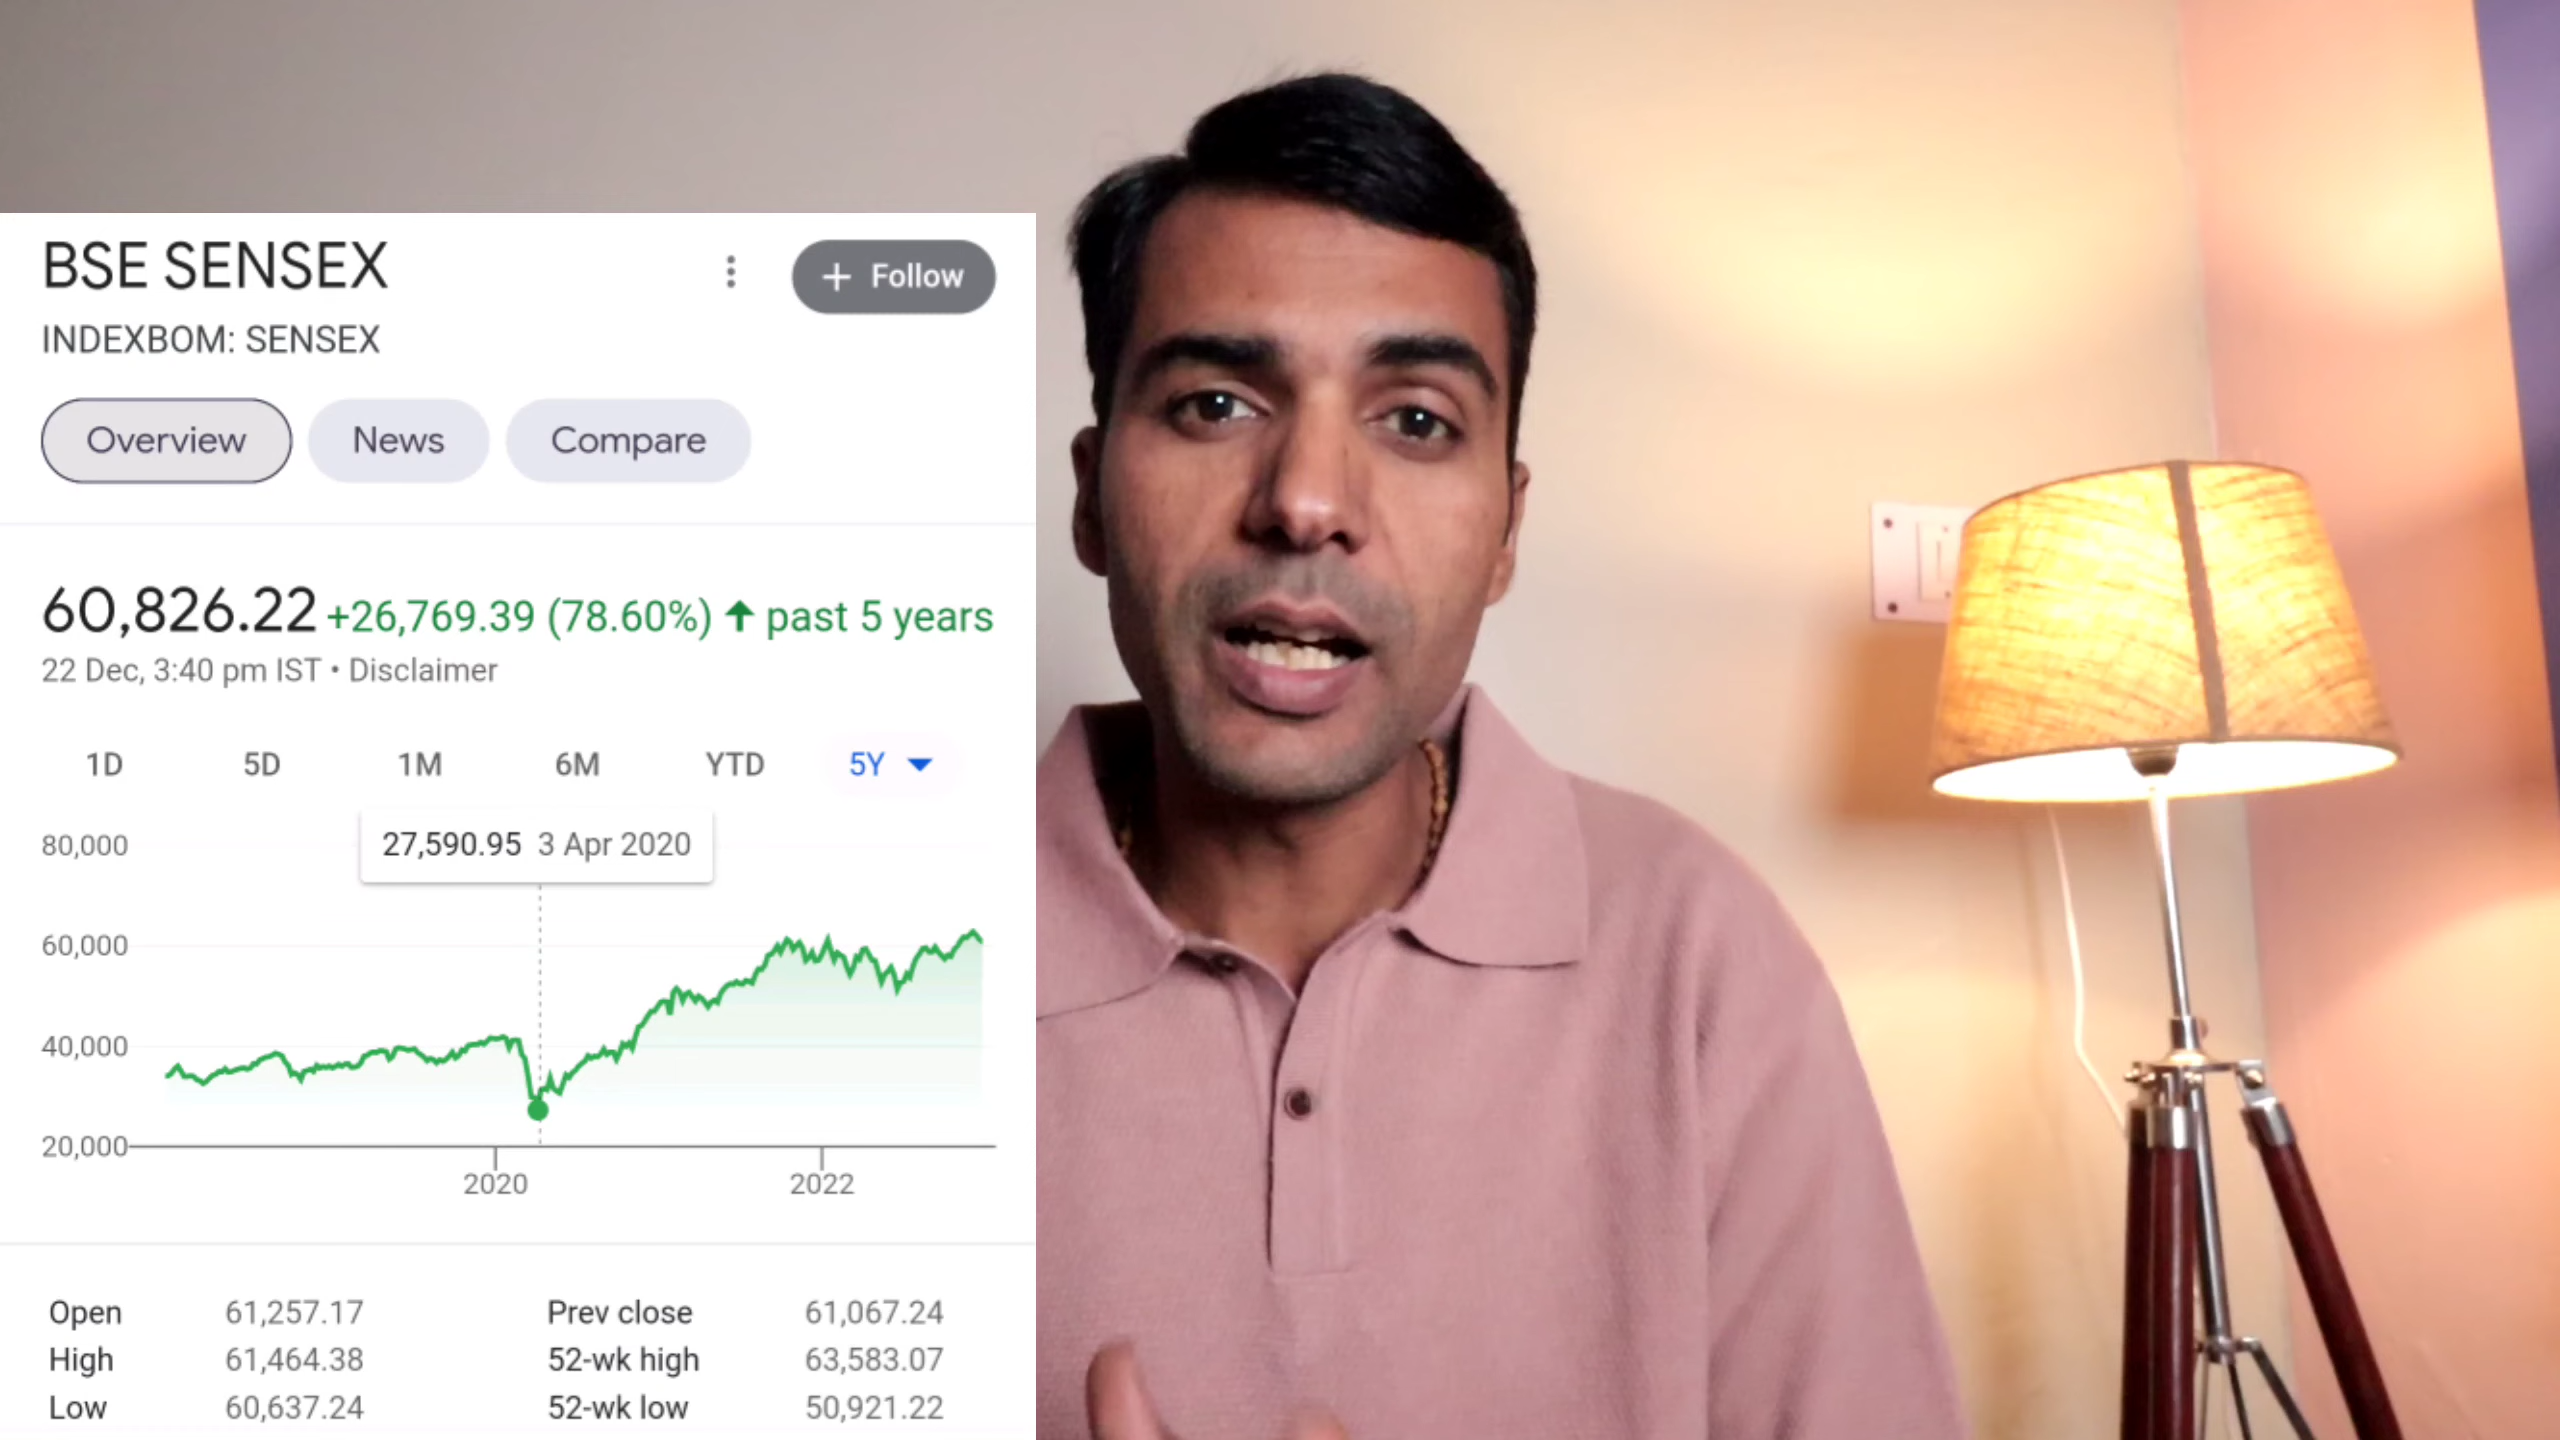 BSE SENSEX
+ Follow
INDEXBOM: SENSEX
Overview News Compare
60,826.22 +26,769.39 (78.60%) ↑ past 5 years
22 Dec, 3:40 pm IST • Disclaimer
1D 5D 1M 6M YTD 5Y
27,590.95 3 Apr 2020
80,000
60,000
40,000
20,000
2020 2022
Open 61,257.17 Prev close 61,067.24
High 61,464.38 52-wk high 63,583.07
Low 60,637.24 52-wk low 50,921.22